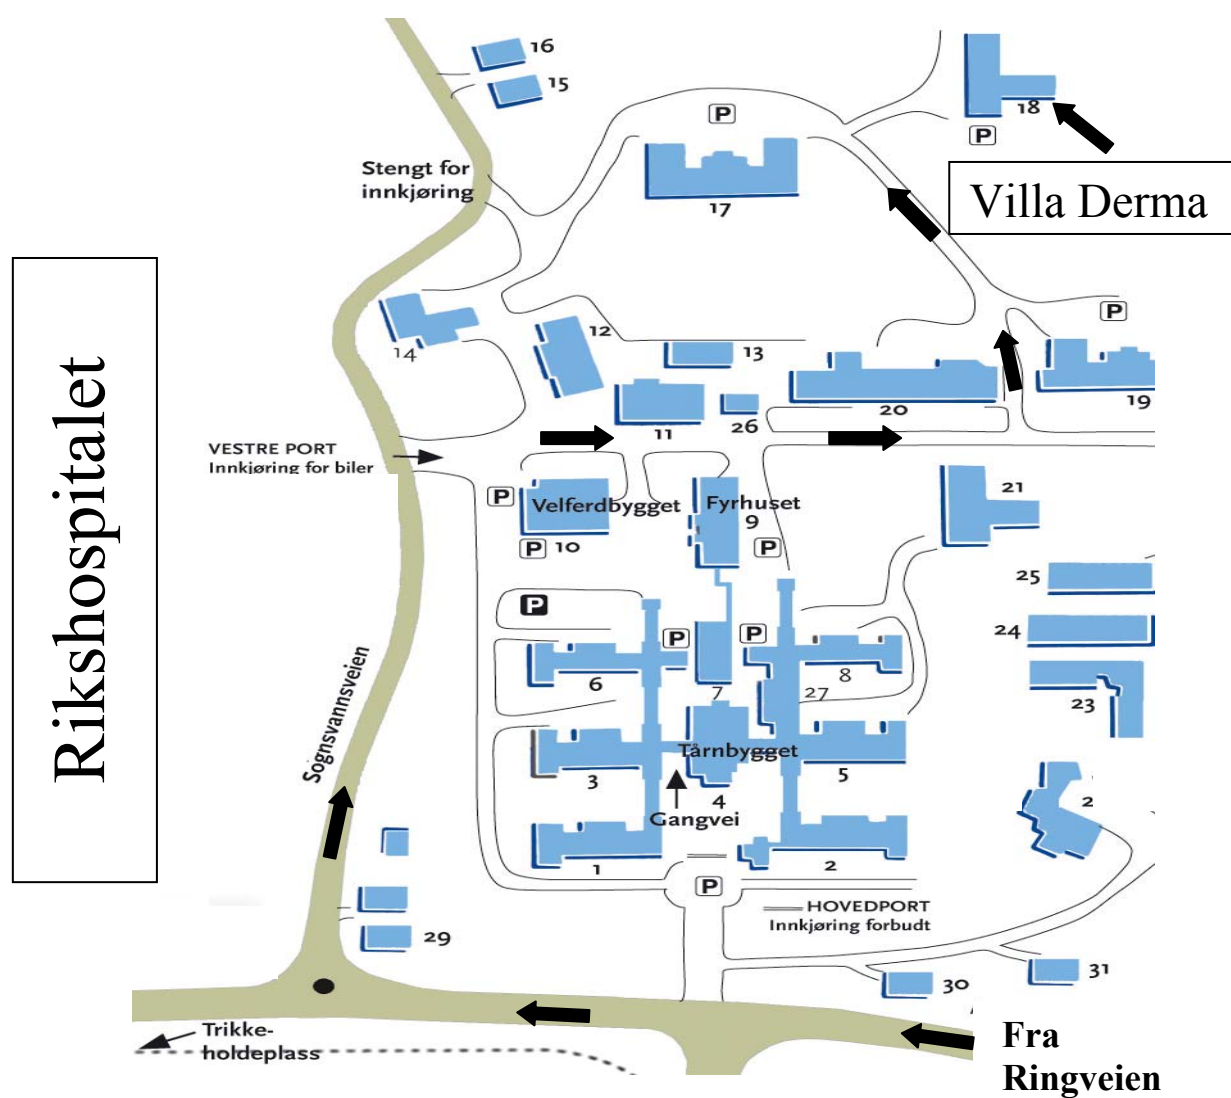 16
15
P
18
P
Stengt for
innkjøring
17
Villa Derma
Rikshospitalet
P
12
14
13
11
26
20
19
VESTRE PORT
Innkjøring for biler
P
Velferdbygget
10
P
Fyrhuset
9
P
21
25
24
23
P
P
P
6
7
8
27
Sognsvannsveien
3
Tårnbygget
4
5
Gangvei
2
1
2
P
HOVEDPORT
Innkjøring forbudt
29
30
31
Trikke-
holdeplass
Fra
Ringveien